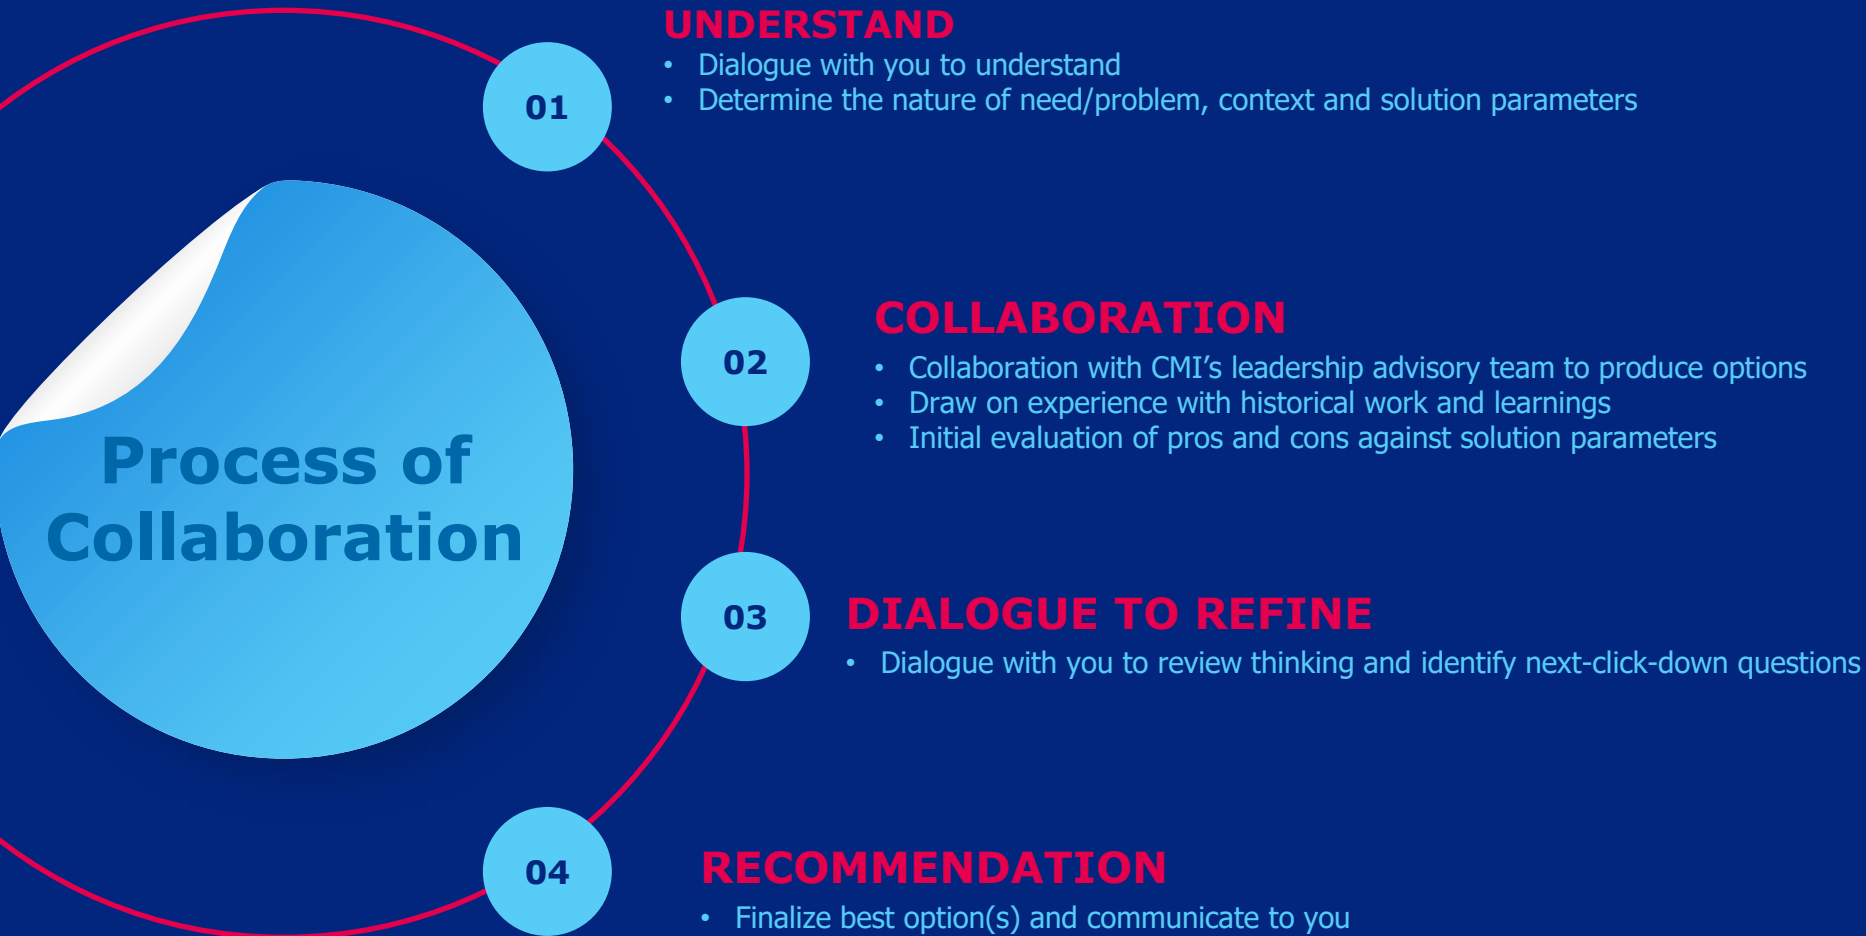 UNDERSTAND
• Dialogue with you to understand
• Determine the nature of need/problem, context and solution parameters
01
COLLABORATION
• Collaboration with CMI’s leadership advisory team to produce options
• Draw on experience with historical work and learnings
• Initial evaluation of pros and cons against solution parameters
02
Process of
Collaboration
DIALOGUE TO REFINE
• Dialogue with you to review thinking and identify next-click-down questions
03
RECOMMENDATION
• Finalize best option(s) and communicate to you
04